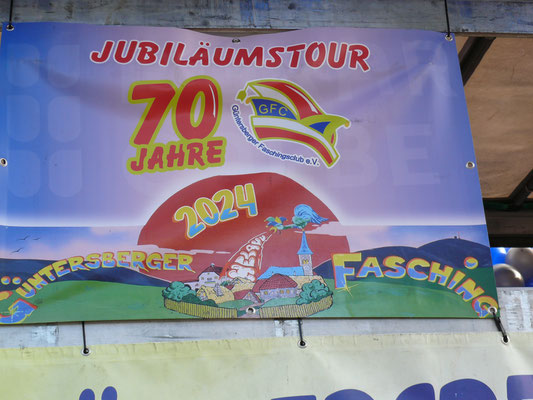 JUBILÄUMSTOUR
70
JAHRE
GFC
Güntersberger Faschingsclub e.V.
2024
GÜNTERSBERGER
FASCHING